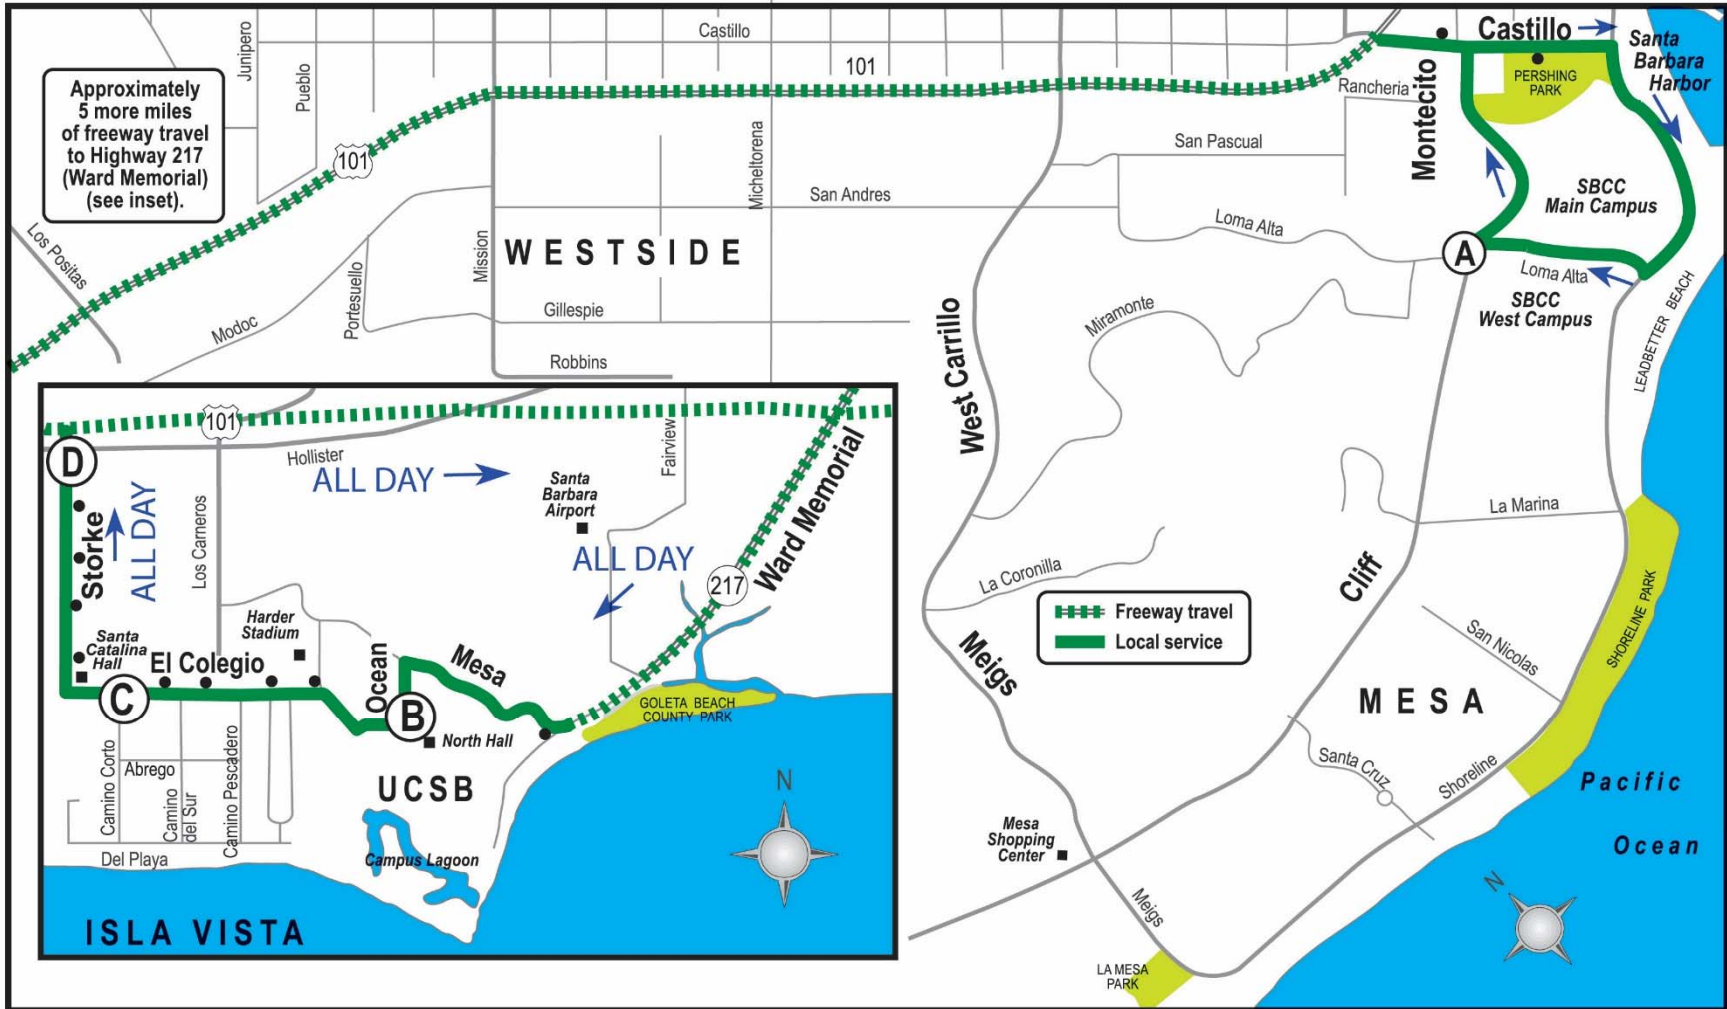 Castillo
Castillo
Santa
Barbara
Harbor
Junipero
Pueblo
101
Rancheria
Montecito
PERSHING
PARK
Approximately
5 more miles
of freeway travel
to Highway 217
(Ward Memorial)
(see inset).
101
Micheltorena
San Pascual
San Andres
SBCC
Main Campus
Los Positas
Modoc
Portesuello
Mission
WESTSIDE
Gillespie
Robbins
Loma Alta
A
Loma Alta
SBCC
West Campus
LEADBETTER BEACH
West Carrillo
Miramonte
La Marina
Cliff
La Coronilla
Freeway travel
Local service
Meigs
San Nicolas
SHORELINE PARK
MESA
Santa Cruz
Shoreline
Pacific
Ocean
Mesa
Shopping
Center
Meigs
LA MESA
PARK
N
101
D
Hollister
ALL DAY
Santa
Barbara
Airport
Fairview
Ward Memorial
Storke
ALL DAY
Los Carneros
ALL DAY
217
Harder
Stadium
Santa
Catalina
Hall
El Colegio
Ocean
Mesa
C
B
North Hall
GOLETA BEACH
COUNTY PARK
Camino Corto
Abrego
Camino
del Sur
Camino Pescadero
UCSB
Del Playa
Campus Lagoon
N
ISLA VISTA